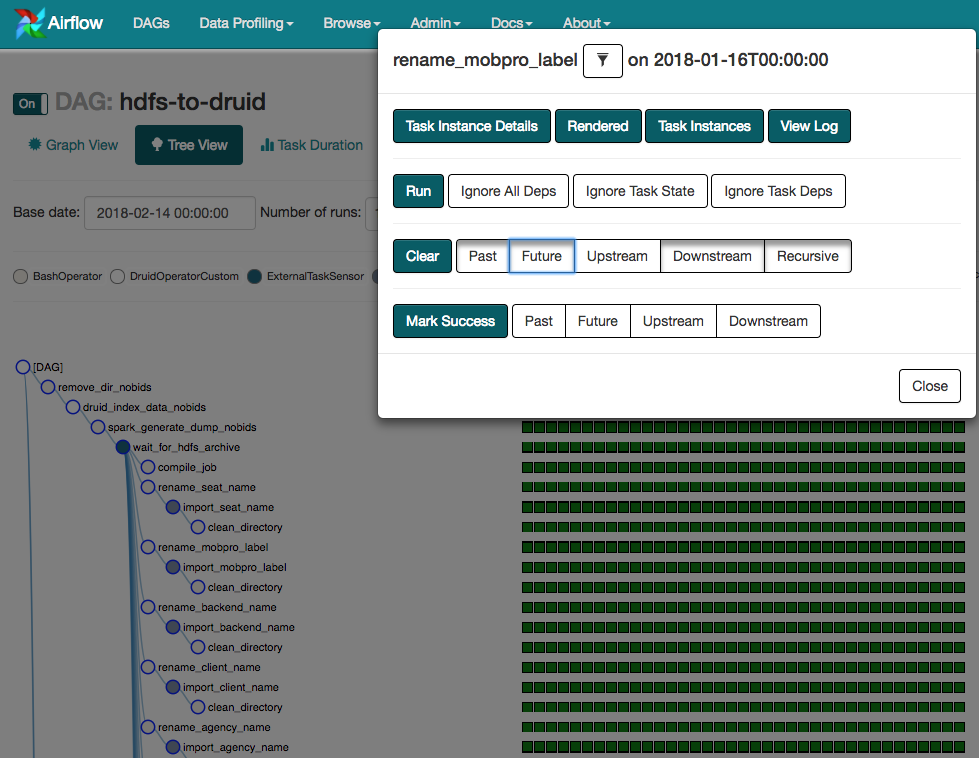 Airflow DAGs Data Profiling Browse Admin Docs About
rename_mobpro_label on 2018-01-16T00:00:00
Task Instance Details Rendered Task Instances View Log
Run Ignore All Deps Ignore Task State Ignore Task Deps
Clear Past Future Upstream Downstream Recursive
Mark Success Past Future Upstream Downstream
Close
On DAG: hdfs-to-druid
Graph View Tree View Task Duration
Base date: 2018-02-14 00:00:00 Number of runs:
BashOperator DruidOperatorCustom ExternalTaskSensor
[DAG]
remove_dir_nobids
druid_index_data_nobids
spark_generate_dump_nobids
wait_for_hdfs_archive
compile_job
rename_seat_name
import_seat_name
clean_directory
rename_mobpro_label
import_mobpro_label
clean_directory
rename_backend_name
import_backend_name
clean_directory
rename_client_name
import_client_name
clean_directory
rename_agency_name
import_agency_name